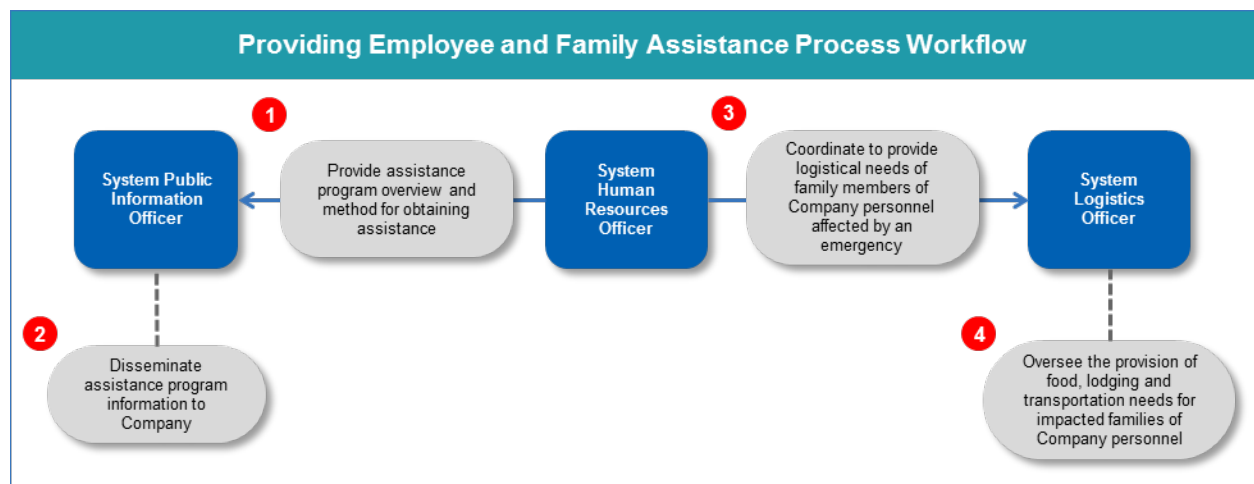 Providing Employee and Family Assistance Process Workflow
1
3
System Public
Information
Officer
Provide assistance
program overview and
method for obtaining
assistance
System
Human
Resources
Officer
Coordinate to provide
logistical needs of
family members of
Company personnel
affected by an
emergency
System
Logistics
Officer
2
Disseminate
assistance program
information to
Company
4
Oversee the provision of
food, lodging and
transportation needs for
impacted families of
Company personnel